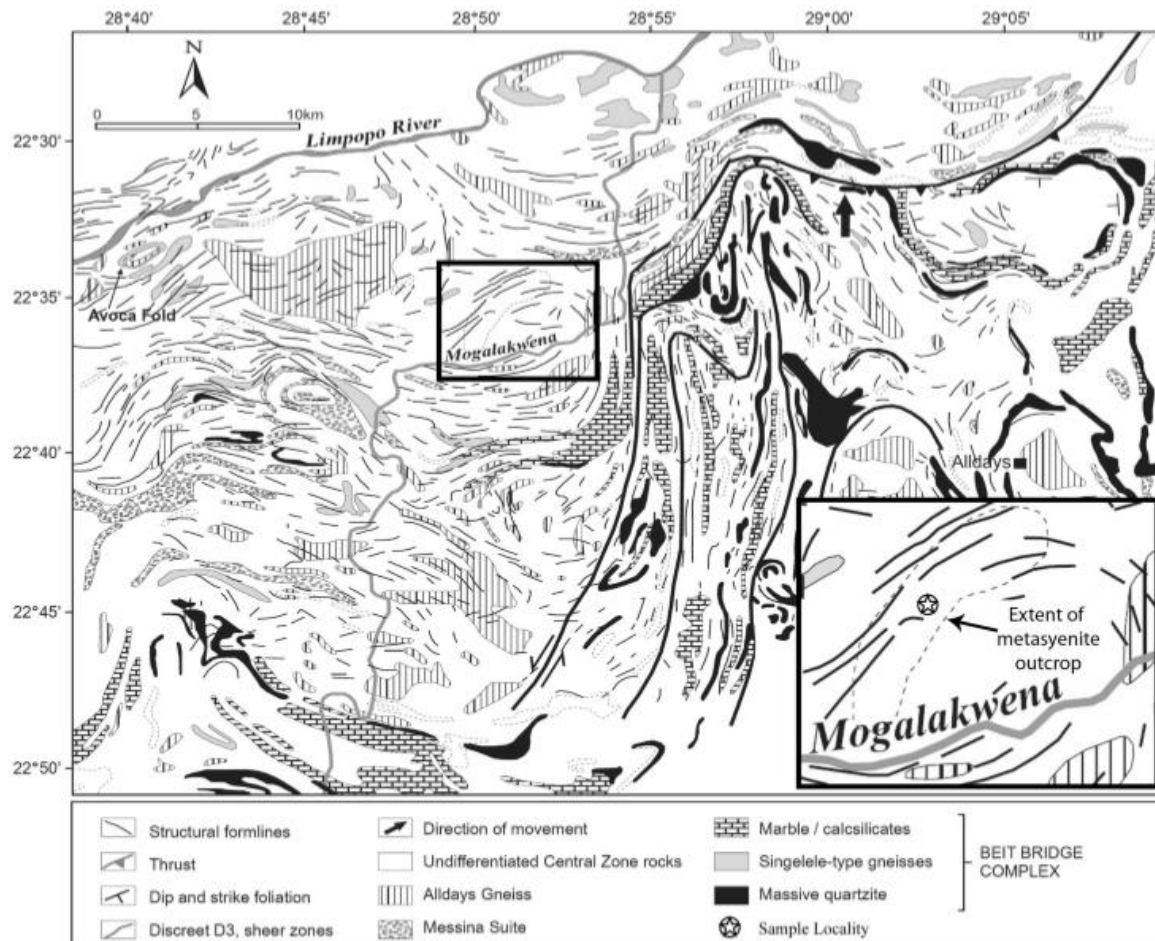 28°40' 28°45' 28°50' 28°55' 29°00' 29°05'
N
0 5 10km
22°30'
22°35'
22°40'
22°45'
22°50'
Limpopo River
Avoca Fold
Mogalakwena
Alldays
Extent of
metasyenite
outcrop
Mogalakwena
Structural formlines
Thrust
Dip and strike foliation
Discreet D3, sheer zones
Direction of movement
Undifferentiated Central Zone rocks
Alldays Gneiss
Messina Suite
Marble / calcsilicates
Singelele-type gneisses
Massive quartzite
Sample Locality
BEIT BRIDGE
COMPLEX